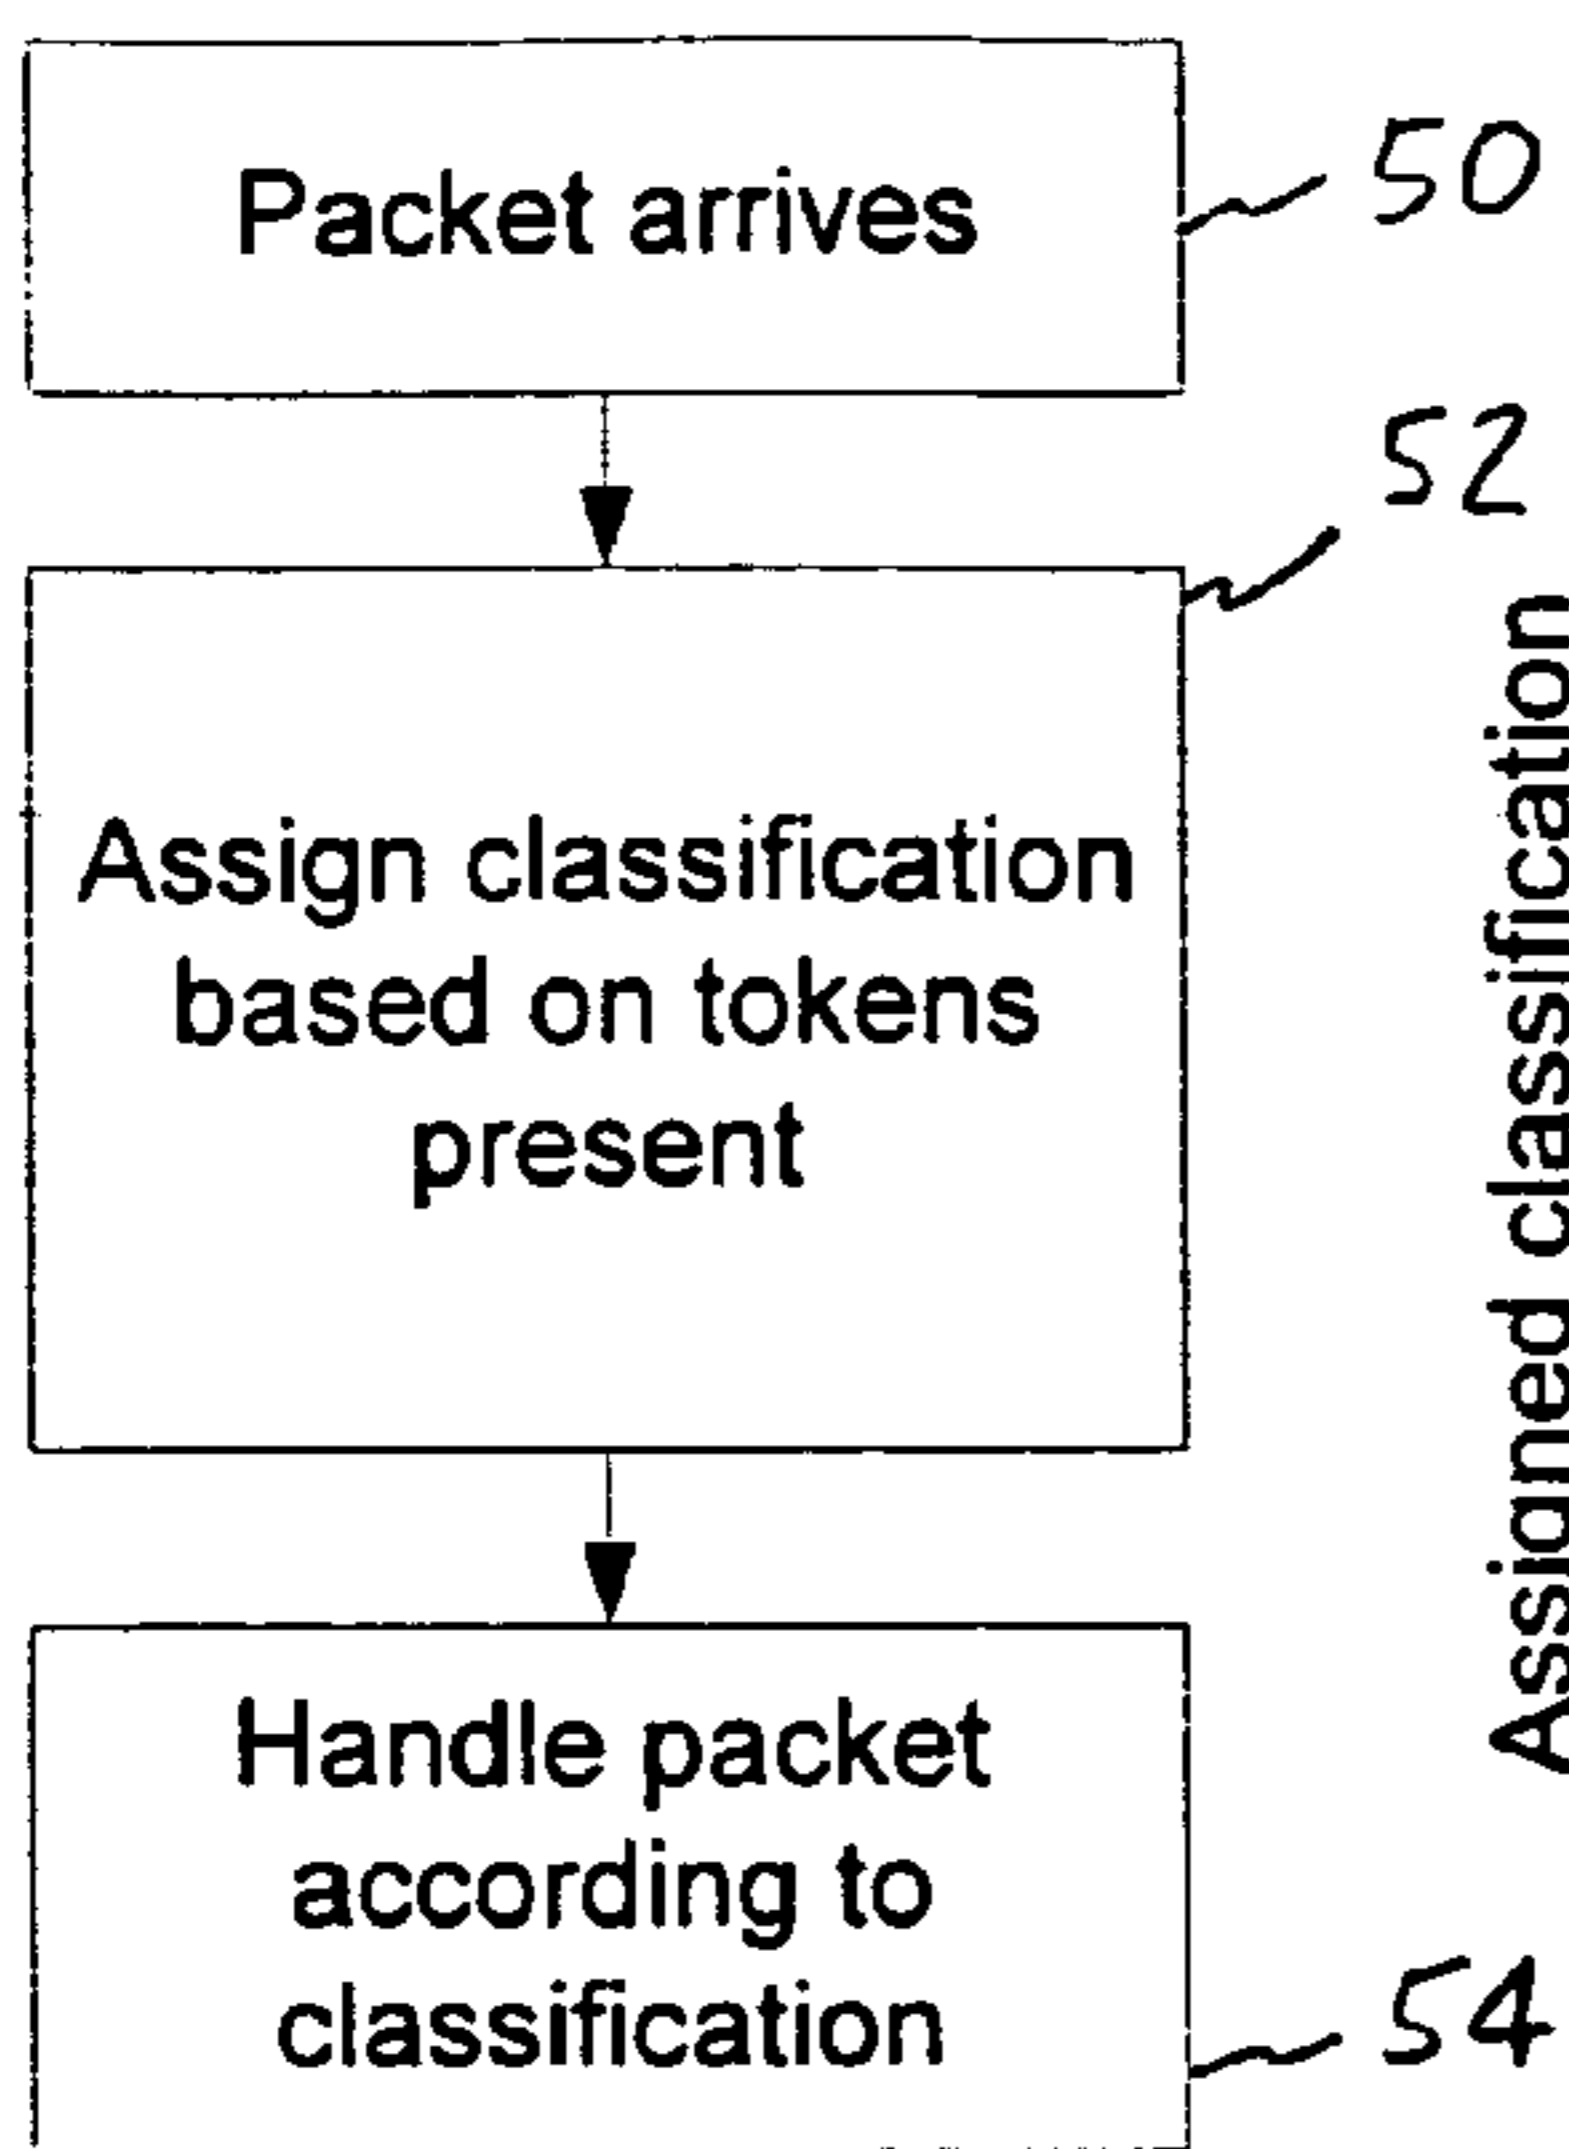 Packet arrives
50
52
Assign classification
based on tokens
present
Assigned classification
Handle packet
according to
classification
54